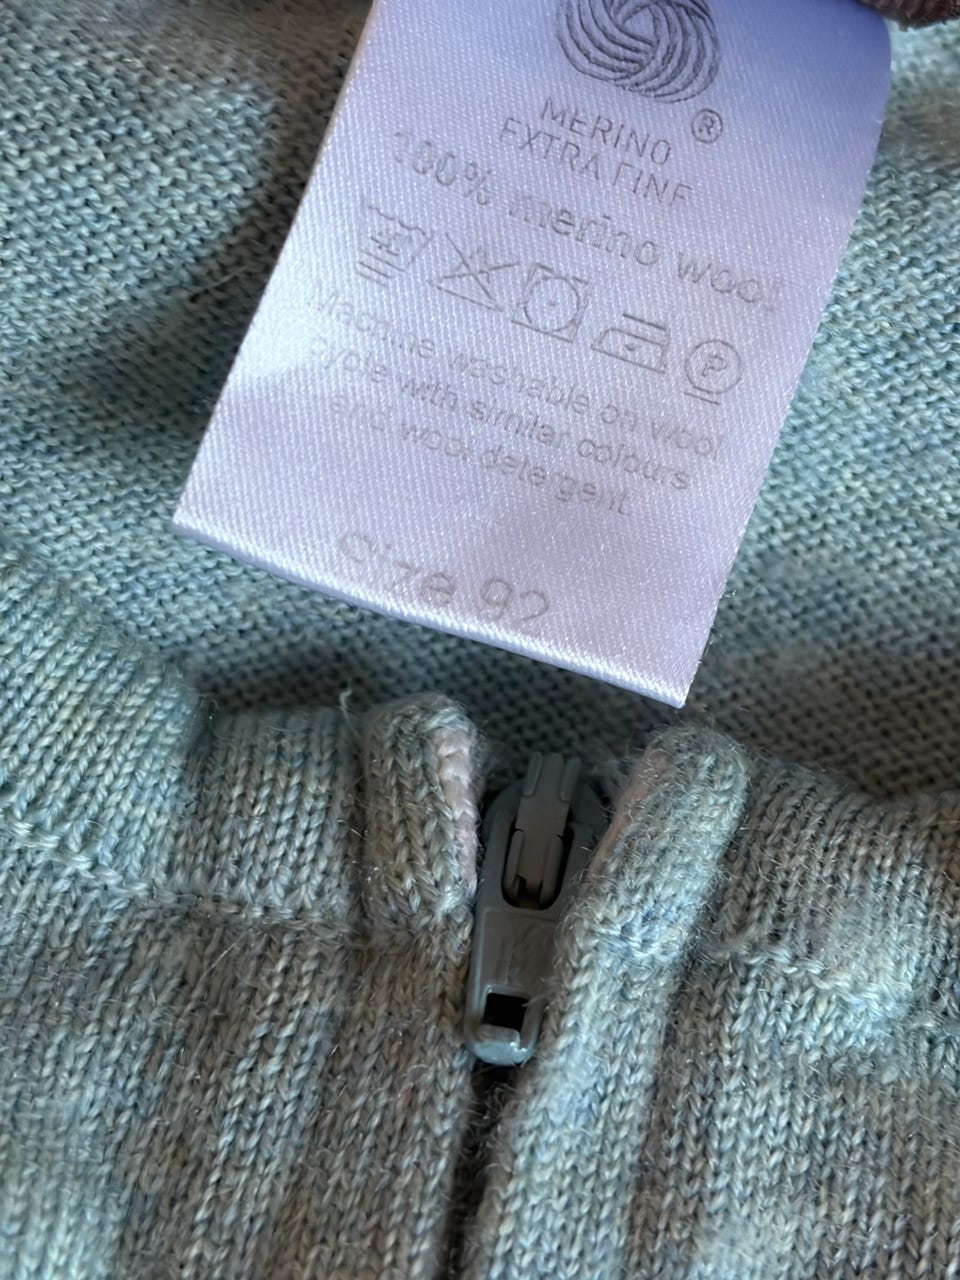 ®
MERINO
EXTRA FINE
100% merino wool
P
Machine washable on wool
cycle with similar colours
and wool detergent
Size 92